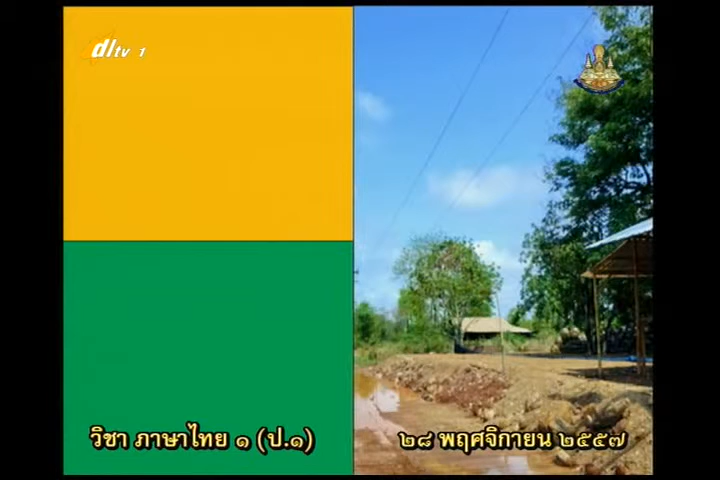 dltv 1
วิชา ภาษาไทย ๑ (ป.๑)
๒๘ พฤศจิกายน ๒๕๕๗